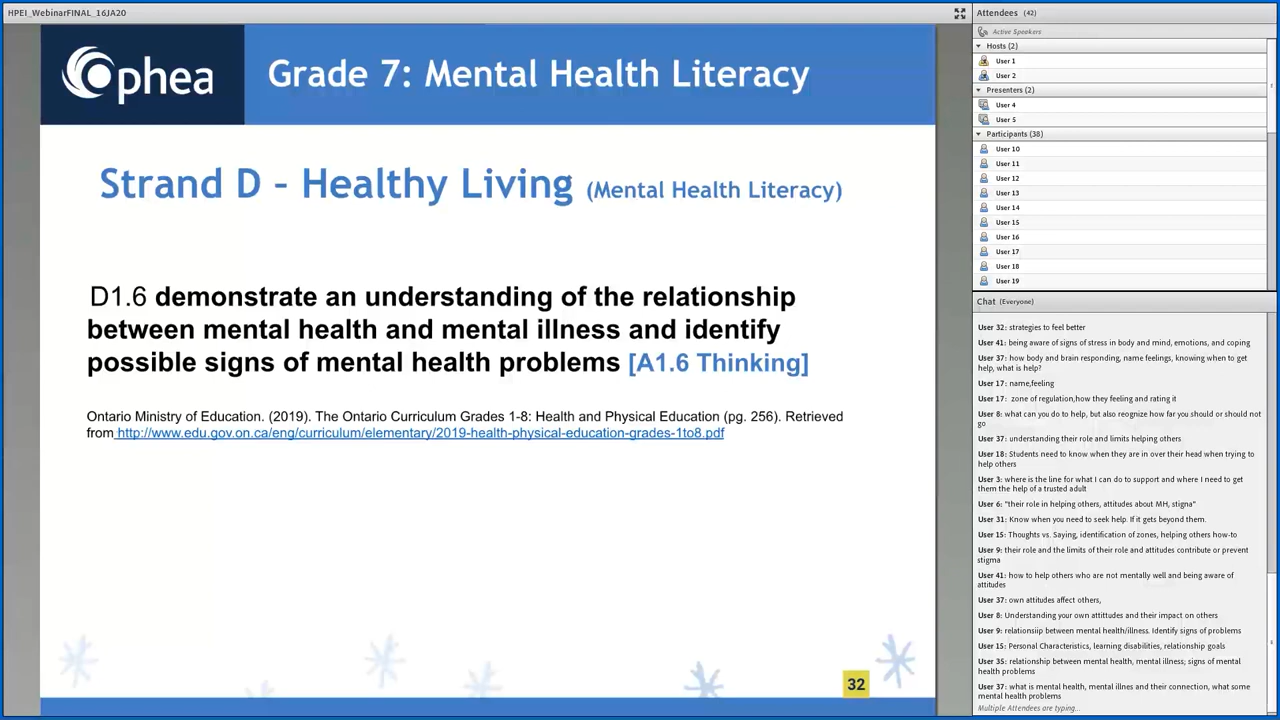 HPEI_WebinarFINAL_16JA20
Ophea
Grade 7: Mental Health Literacy
Strand D – Healthy Living (Mental Health Literacy)
D1.6 demonstrate an understanding of the relationship
between mental health and mental illness and identify
possible signs of mental health problems [A1.6 Thinking]
Ontario Ministry of Education. (2019). The Ontario Curriculum Grades 1-8: Health and Physical Education (pg. 256). Retrieved
from http://www.edu.gov.on.ca/eng/curriculum/elementary/2019-health-physical-education-grades-1to8.pdf
32
Attendees (42)
Active Speakers
Hosts (2)
User 1
User 2
Presenters (2)
User 4
User 5
Participants (38)
User 10
User 11
User 12
User 13
User 14
User 15
User 16
User 17
User 18
User 19
Chat (Everyone)
User 32: strategies to feel better
User 41: being aware of signs of stress in body and mind, emotions, and coping
User 37: how body and brain responding, name feelings, knowing when to get
help, what is help?
User 17: name,feeling
User 17: zone of regulation,how they feeling and rating it
User 8: what can you do to help, but also reognize how far you should or should not
go
User 37: understanding their role and limits helping others
User 18: Students need to know when they are in over their head when trying to
help others
User 3: where is the line for what I can do to support and where I need to get
them the help of a trusted adult
User 6: "their role in helping others, attitudes about MH, stigna"
User 31: Know when you need to seek help. If it gets beyond them.
User 15: Thoughts vs. Saying, identification of zones, helping others how-to
User 9: their role and the limits of their role and attitudes contribute or prevent
stigma
User 41: how to help others who are not mentally well and being aware of
attitudes
User 37: own attitudes affect others,
User 8: Understanding your own attittudes and their impact on others
User 9: relationsiip between mental health/illness. Identify signs of problems
User 15: Personal Characteristics, learning disabilities, relationship goals
User 35: relationship between mental health, mental illness; signs of mental
health problems
User 37: what is mental health, mental illnes and their connection, what some
mental health problems
Multiple Attendees are typing...